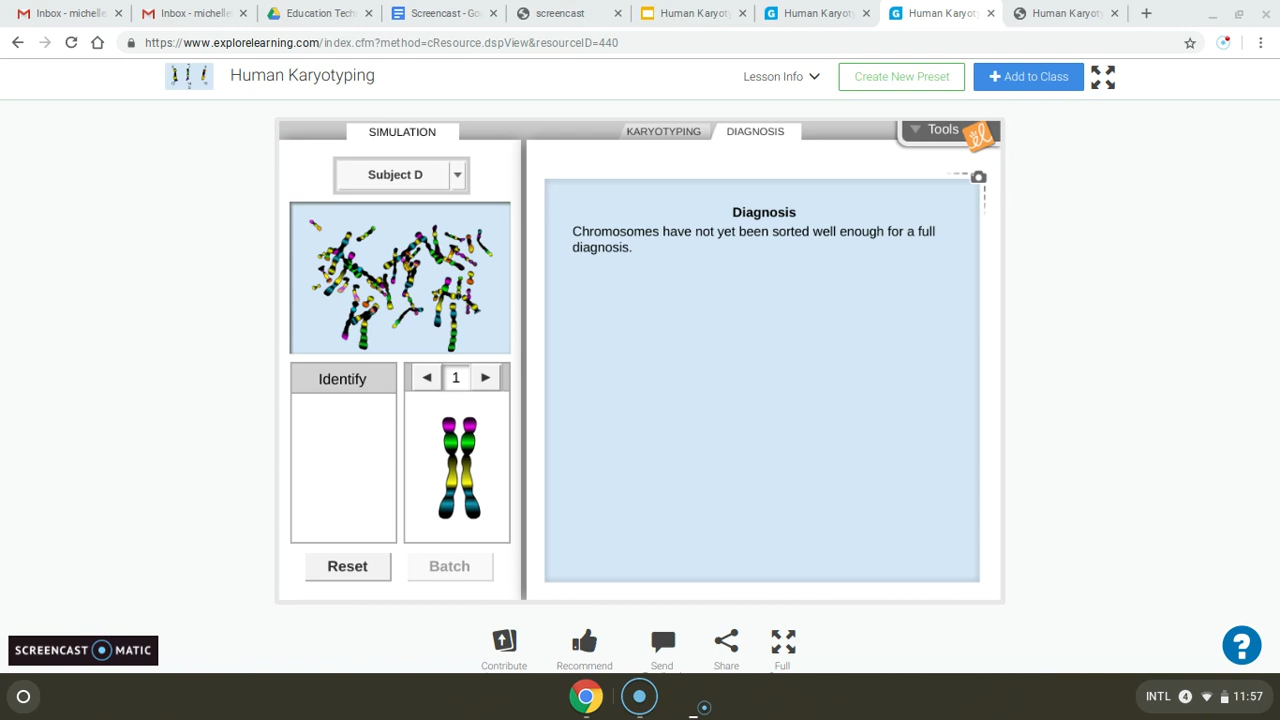 Inbox - michelle
Inbox - michelle
Education Tech
Screencast - Go
screencast
Human Karyot
Human Karyot
Human Karyot
Human Karyot
https://www.explorelearning.com/index.cfm?method=cResource.dspView&resourceID=440
Human Karyotyping
Lesson Info
Create New Preset
Add to Class
SIMULATION
KARYOTYPING
DIAGNOSIS
Tools
el
Subject D
Diagnosis
Chromosomes have not yet been sorted well enough for a full
diagnosis.
Identify
1
Reset
Batch
SCREENCAST MATIC
Contribute
Recommend
Send
Share
Full
?
INTL 4 11:57